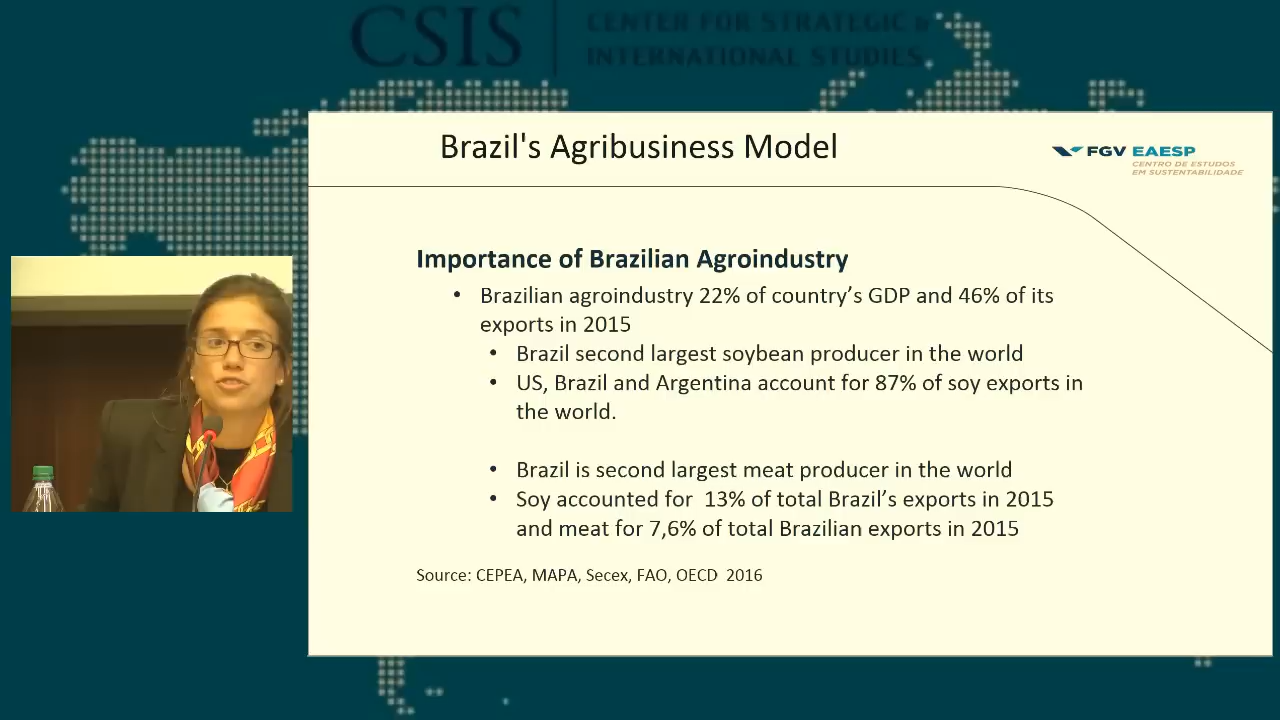 CSIS
CENTER FOR STRATEGIC &
INTERNATIONAL STUDIES
Brazil's Agribusiness Model
FGV EAESP
CENTRO DE ESTUDOS
EM SUSTENTABILIDADE
Importance of Brazilian Agroindustry
• Brazilian agroindustry 22% of country’s GDP and 46% of its
exports in 2015
• Brazil second largest soybean producer in the world
• US, Brazil and Argentina account for 87% of soy exports in
the world.
• Brazil is second largest meat producer in the world
• Soy accounted for 13% of total Brazil’s exports in 2015
and meat for 7,6% of total Brazilian exports in 2015
Source: CEPEA, MAPA, Secex, FAO, OECD 2016